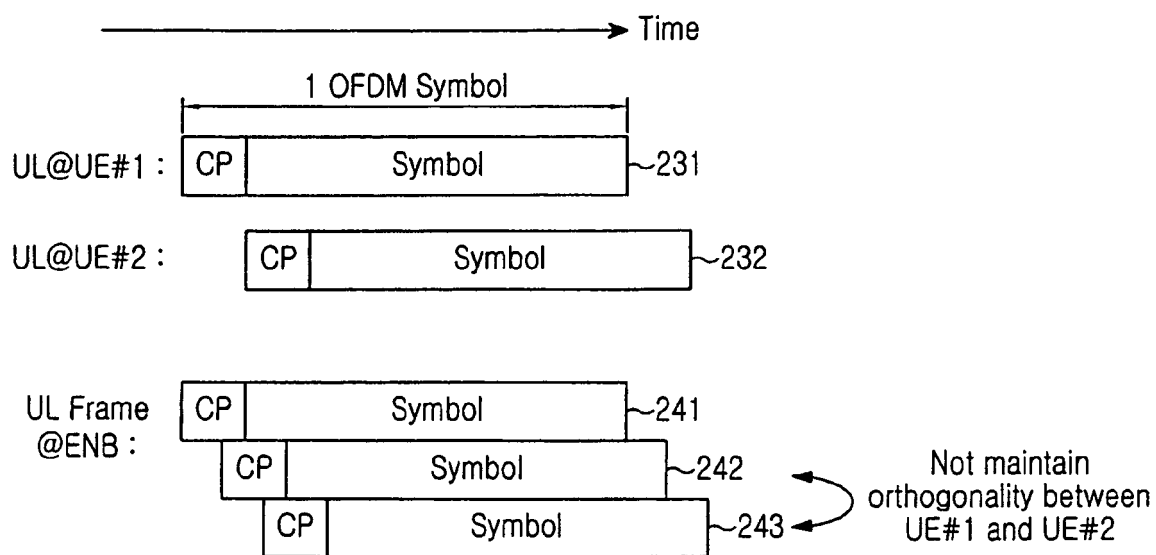 Time
1 OFDM Symbol
UL@UE#1 : CP Symbol 231
UL@UE#2 : CP Symbol 232
UL Frame
@ENB :
CP Symbol 241
CP Symbol 242
CP Symbol 243
Not maintain
orthogonality between
UE#1 and UE#2